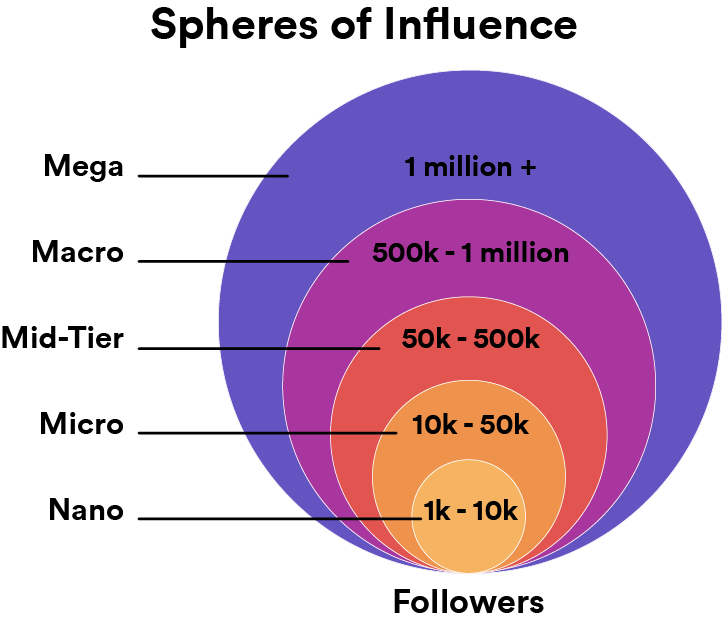 Spheres of Influence
Mega
1 million +
Macro
500k - 1 million
Mid-Tier
50k - 500k
Micro
10k - 50k
Nano
1k - 10k
Followers